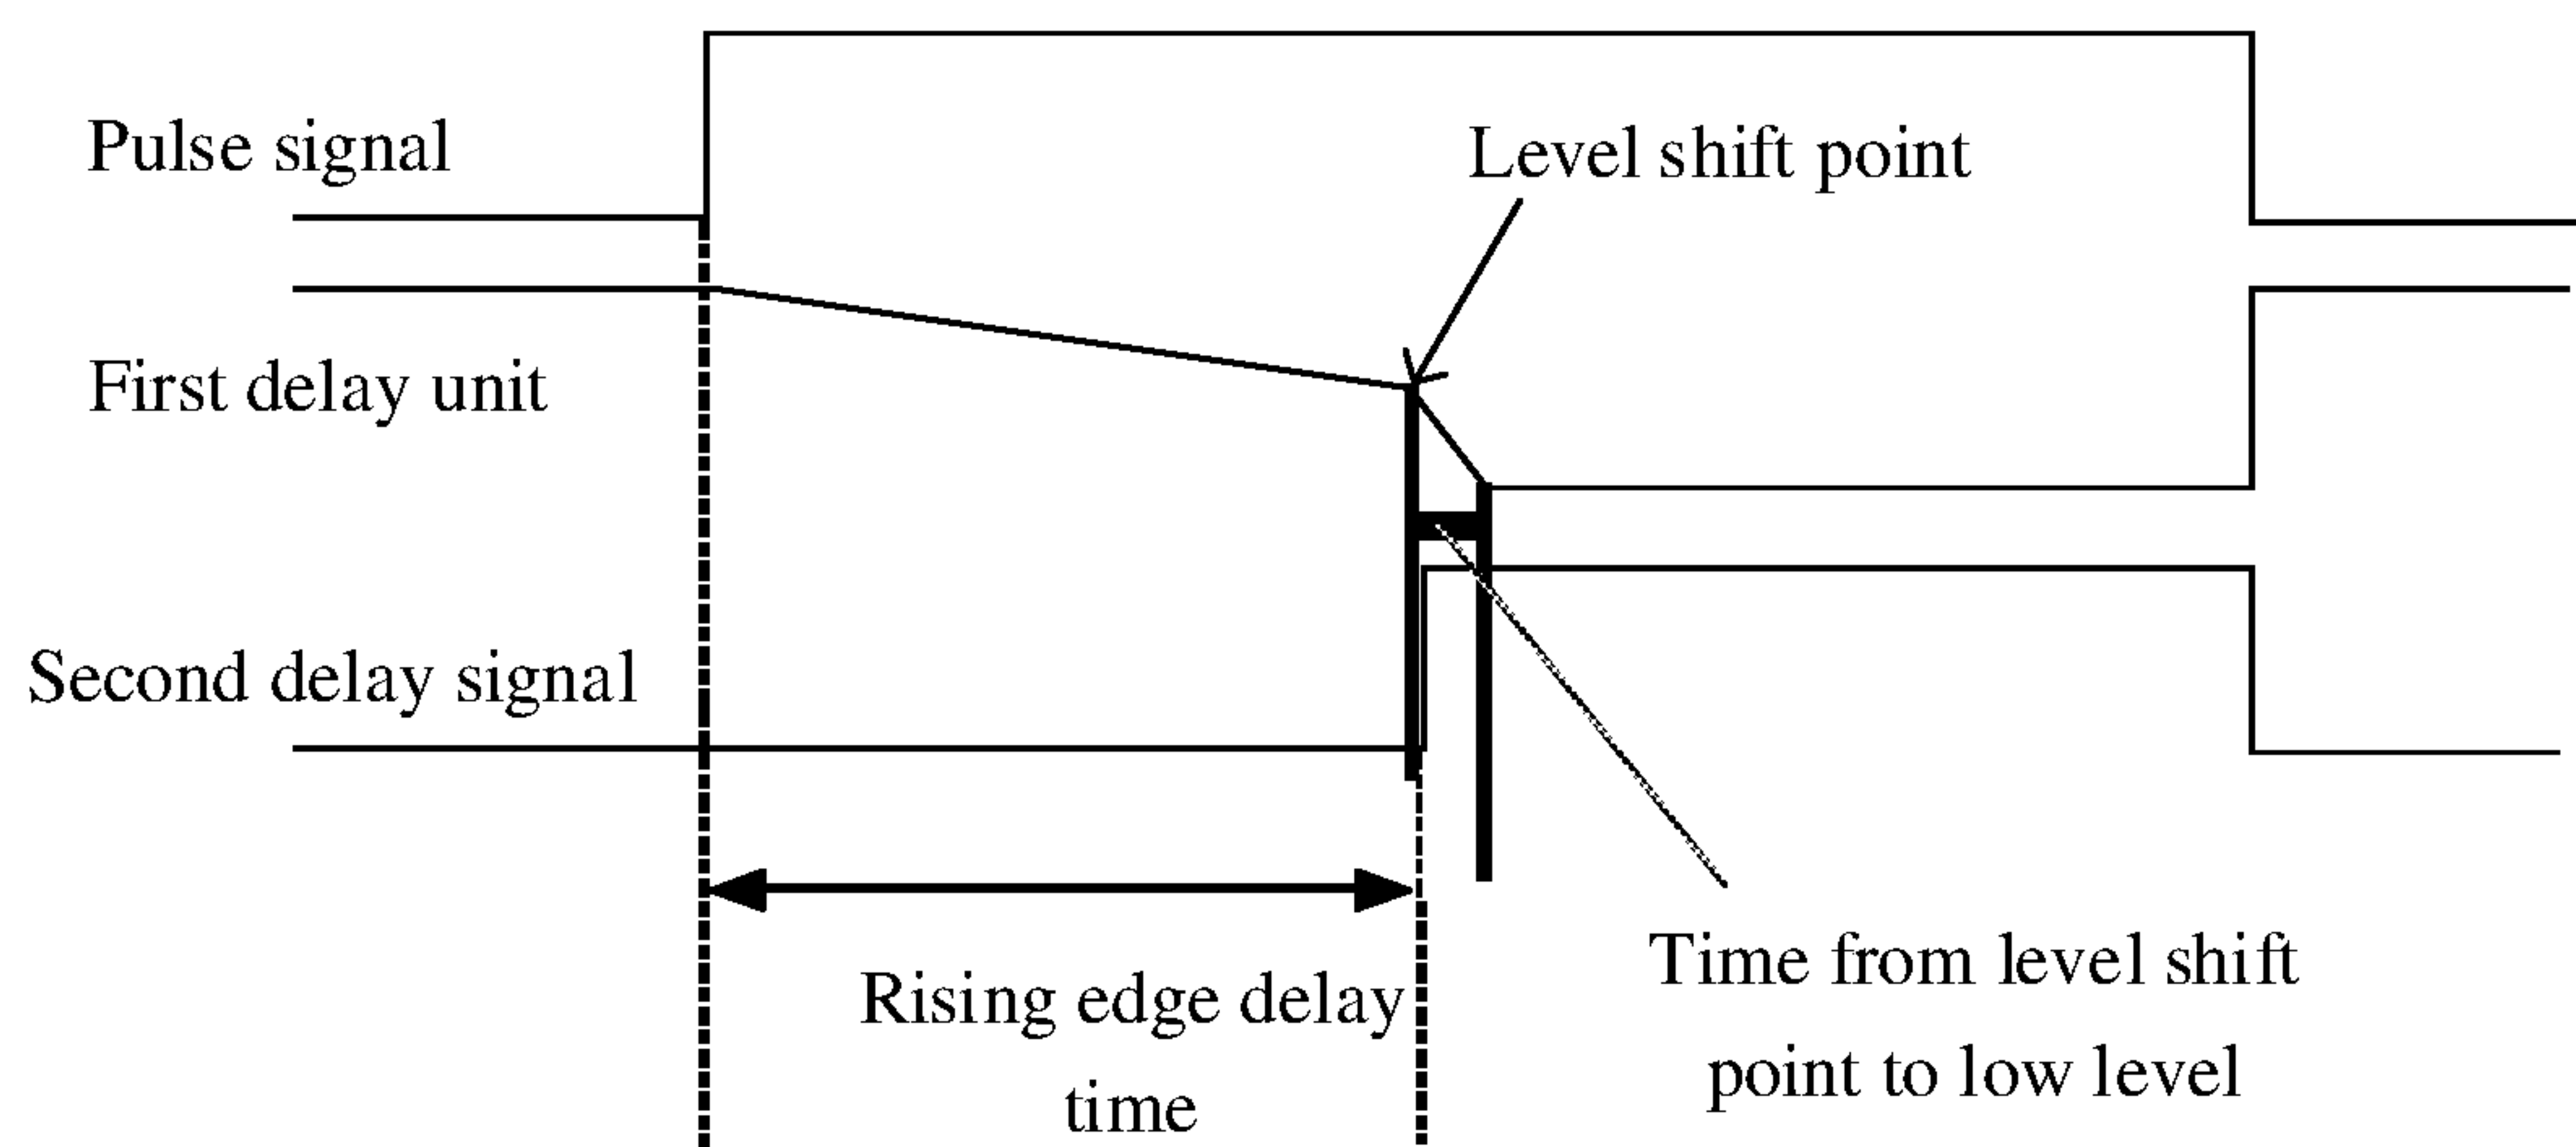 Pulse signal
Level shift point
First delay unit
Second delay signal
Rising edge delay
time
Time from level shift
point to low level